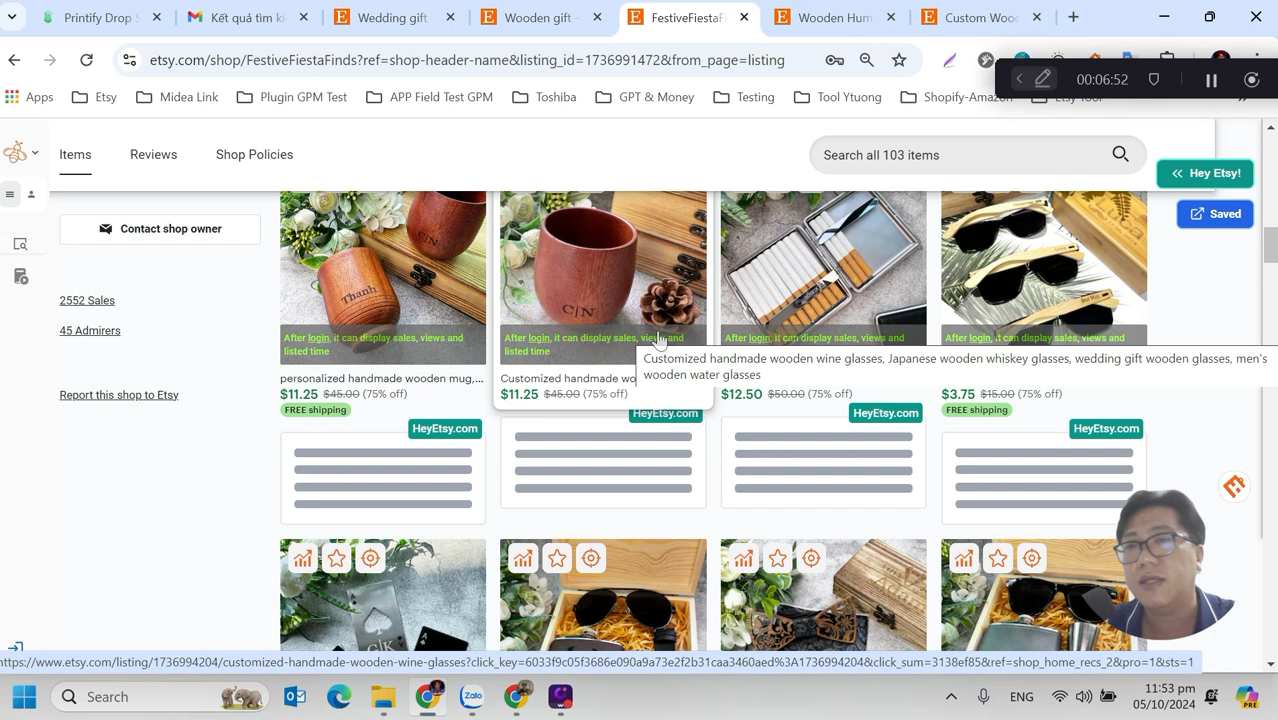 Printify Drop S
Kết quả tìm ki
Wedding gift
Wooden gift -
FestiveFiestaFi
Wooden Hum
Custom Wood
etsy.com/shop/FestiveFiestaFinds?ref=shop-header-name&listing_id=1736991472&from_page=listing
00:06:52
Apps
Etsy
Midea Link
Plugin GPM Test
APP Field Test GPM
Toshiba
GPT & Money
Testing
Tool Ytuong
Shopify-Amazon
Items
Reviews
Shop Policies
Search all 103 items
Hey Etsy!
Saved
Contact shop owner
2552 Sales
45 Admirers
Report this shop to Etsy
Thanh
C|N
After login, it can display sales, views and
listed time
After login, it can display sales, views and
listed time
After login, it can display sales, views and
After login, it can display sales, views and
Customized handmade wooden wine glasses, Japanese wooden whiskey glasses, wedding gift wooden glasses, men's
wooden water glasses
personalized handmade wooden mug,...
$11.25 $45.00 (75% off)
FREE shipping
Customized handmade wo
$11.25 $45.00 (75% off)
$12.50 $50.00 (75% off)
$3.75 $15.00 (75% off)
FREE shipping
HeyEtsy.com
HeyEtsy.com
HeyEtsy.com
HeyEtsy.com
https://www.etsy.com/listing/1736994204/customized-handmade-wooden-wine-glasses?click_key=6033f9c05f3686e090a9a73e2f2b31caa3460aed%3A1736994204&click_sum=3138ef85&ref=shop_home_recs_2&pro=1&sts=1
Search
Zalo
ENG
11:53 pm
05/10/2024
PRE